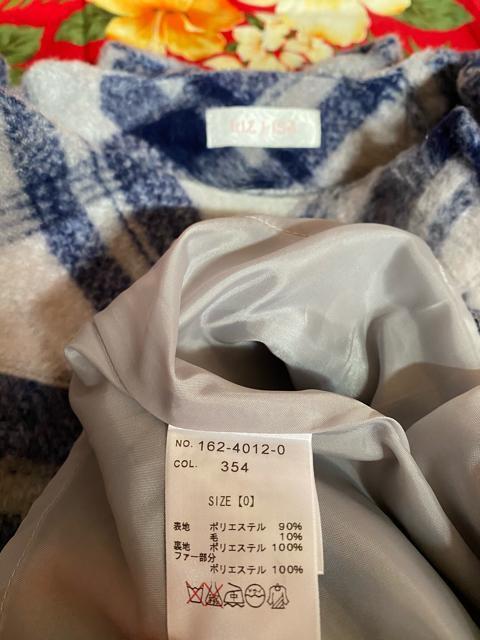 NO. 162-4012-0
COL. 354
SIZE【0】
表地 ポリエステル 90%
毛 10%
裏地 ポリエステル 100%
ファー部分
ポリエステル 100%